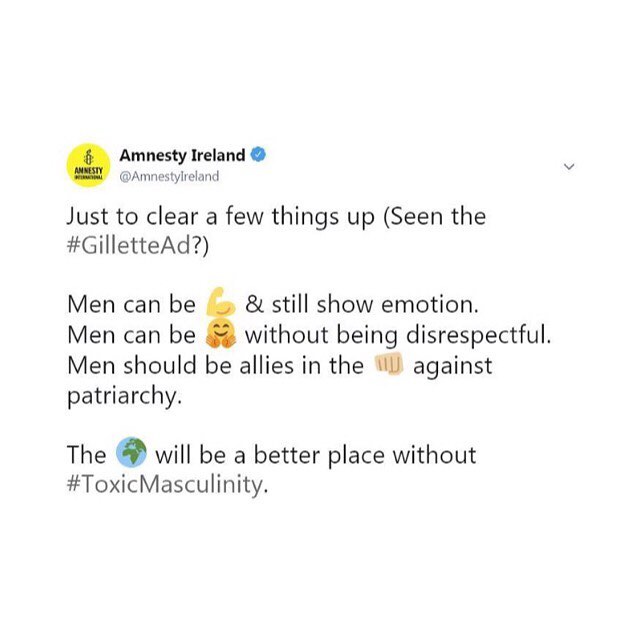 Amnesty Ireland
AMNESTY
INTERNATIONAL
@AmnestyIreland
Just to clear a few things up (Seen the
#GilletteAd?)
Men can be 💪 & still show emotion.
Men can be 🤗 without being disrespectful.
Men should be allies in the 👊🏼 against
patriarchy.
The 🌍 will be a better place without
#ToxicMasculinity.